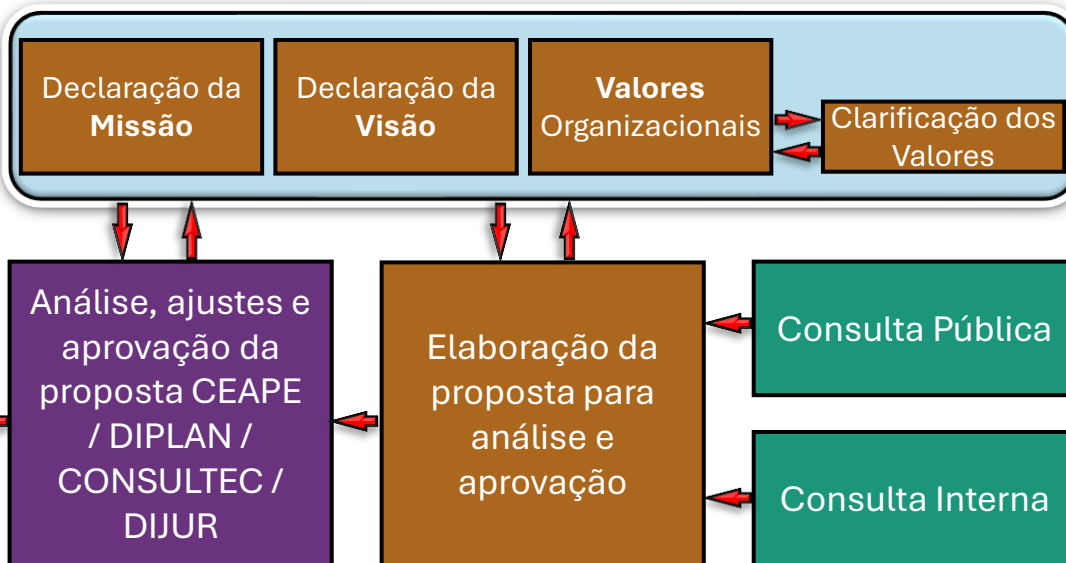 Declaração da
Missão
Declaração da
Visão
Valores
Organizacionais
Clarificação dos
Valores
Análise, ajustes e
aprovação da
proposta CEAPE
/ DIPLAN /
CONSULTEC /
DIJUR
Elaboração da
proposta para
análise e
aprovação
Consulta Pública
Consulta Interna